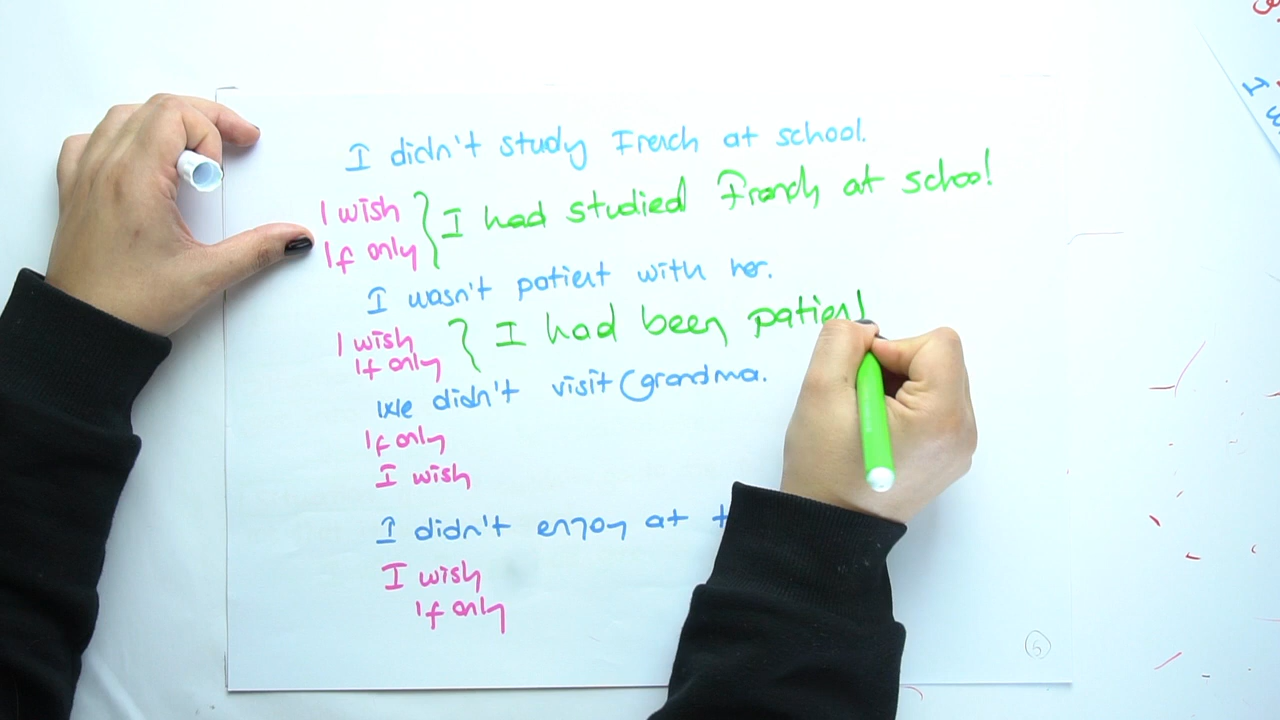 I didn't study French at school.
I wish } I had studied French at school
If only
I wasn't patient with her.
I wish } I had been patient
If only
We didn't visit grandma.
If only
I wish
I didn't enjoy at
I wish
If only
5